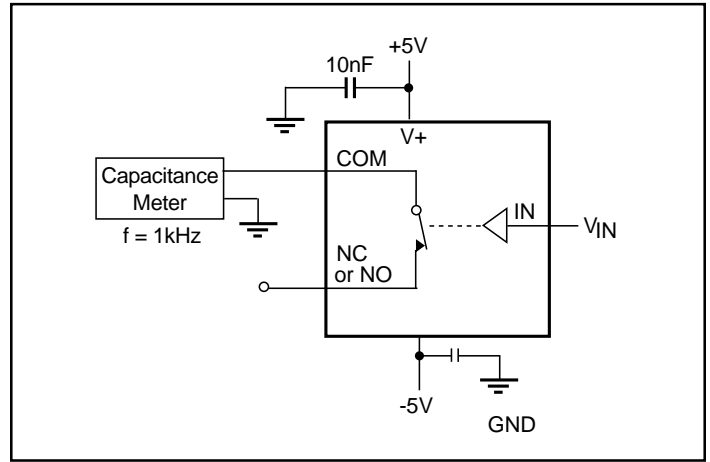 +5V
10nF
V+
COM
Capacitance
Meter
f = 1kHz
IN
VIN
NC
or NO
-5V
GND